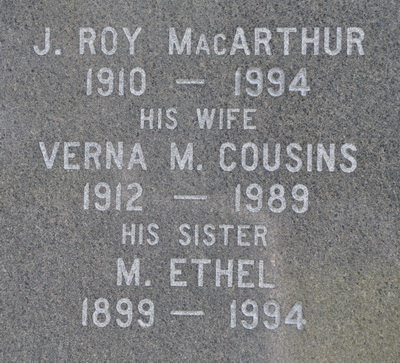 J. ROY MacARTHUR
1910 — 1994
HIS WIFE
VERNA M. COUSINS
1912 — 1989
HIS SISTER
M. ETHEL
1899 — 1994